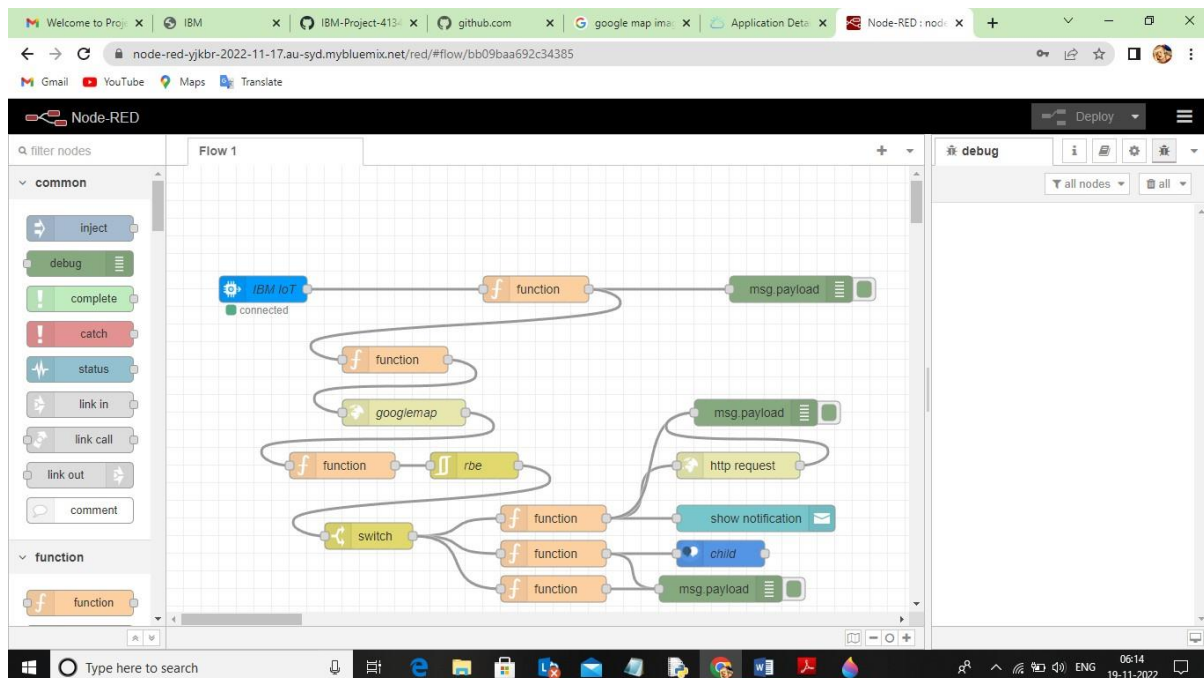 Welcome to Proj
IBM
IBM-Project-4134
github.com
google map imag
Application Deta
Node-RED : node
node-red-yjkbr-2022-11-17.au-syd.mybluemix.net/red/#flow/bb09baa692c34385
Gmail YouTube Maps Translate
Node-RED
Deploy
filter nodes
Flow 1
debug
i
all nodes
all
common
inject
debug
complete
catch
status
link in
link call
link out
comment
function
function
IBM IoT
connected
function
msg.payload
function
googlemap
msg.payload
function
rbe
http request
switch
function
show notification
function
child
function
msg.payload
Type here to search
ENG
06:14
19-11-2022